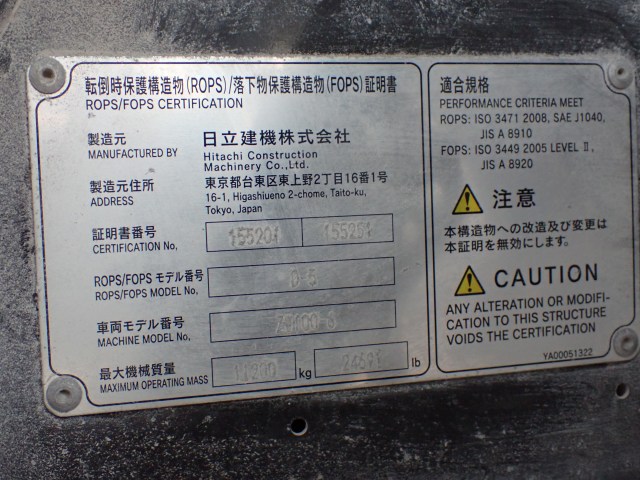 転倒時保護構造物(ROPS)/落下物保護構造物(FOPS)証明書
ROPS/FOPS CERTIFICATION
製造元
MANUFACTURED BY
日立建機株式会社
Hitachi Construction
Machinery Co.,Ltd.
製造元住所
ADDRESS
東京都台東区東上野2丁目16番1号
16-1, Higashiueno 2-chome, Taito-ku,
Tokyo, Japan
証明書番号
CERTIFICATION No,
ROPS/FOPS モデル番号
ROPS/FOPS MODEL No,
D-5
車両モデル番号
MACHINE MODEL No,
最大機械質量
MAXIMUM OPERATING MASS
kg
lb
適合規格
PERFORMANCE CRITERIA MEET
ROPS: ISO 3471 2008, SAE J1040,
JIS A 8910
FOPS: ISO 3449 2005 LEVEL Ⅱ,
JIS A 8920
注意
本構造物への改造及び変更は
本証明を無効にします。
CAUTION
ANY ALTERATION OR MODIFI-
CATION TO THIS STRUCTURE
VOIDS THE CERTIFICATION
YA00051322